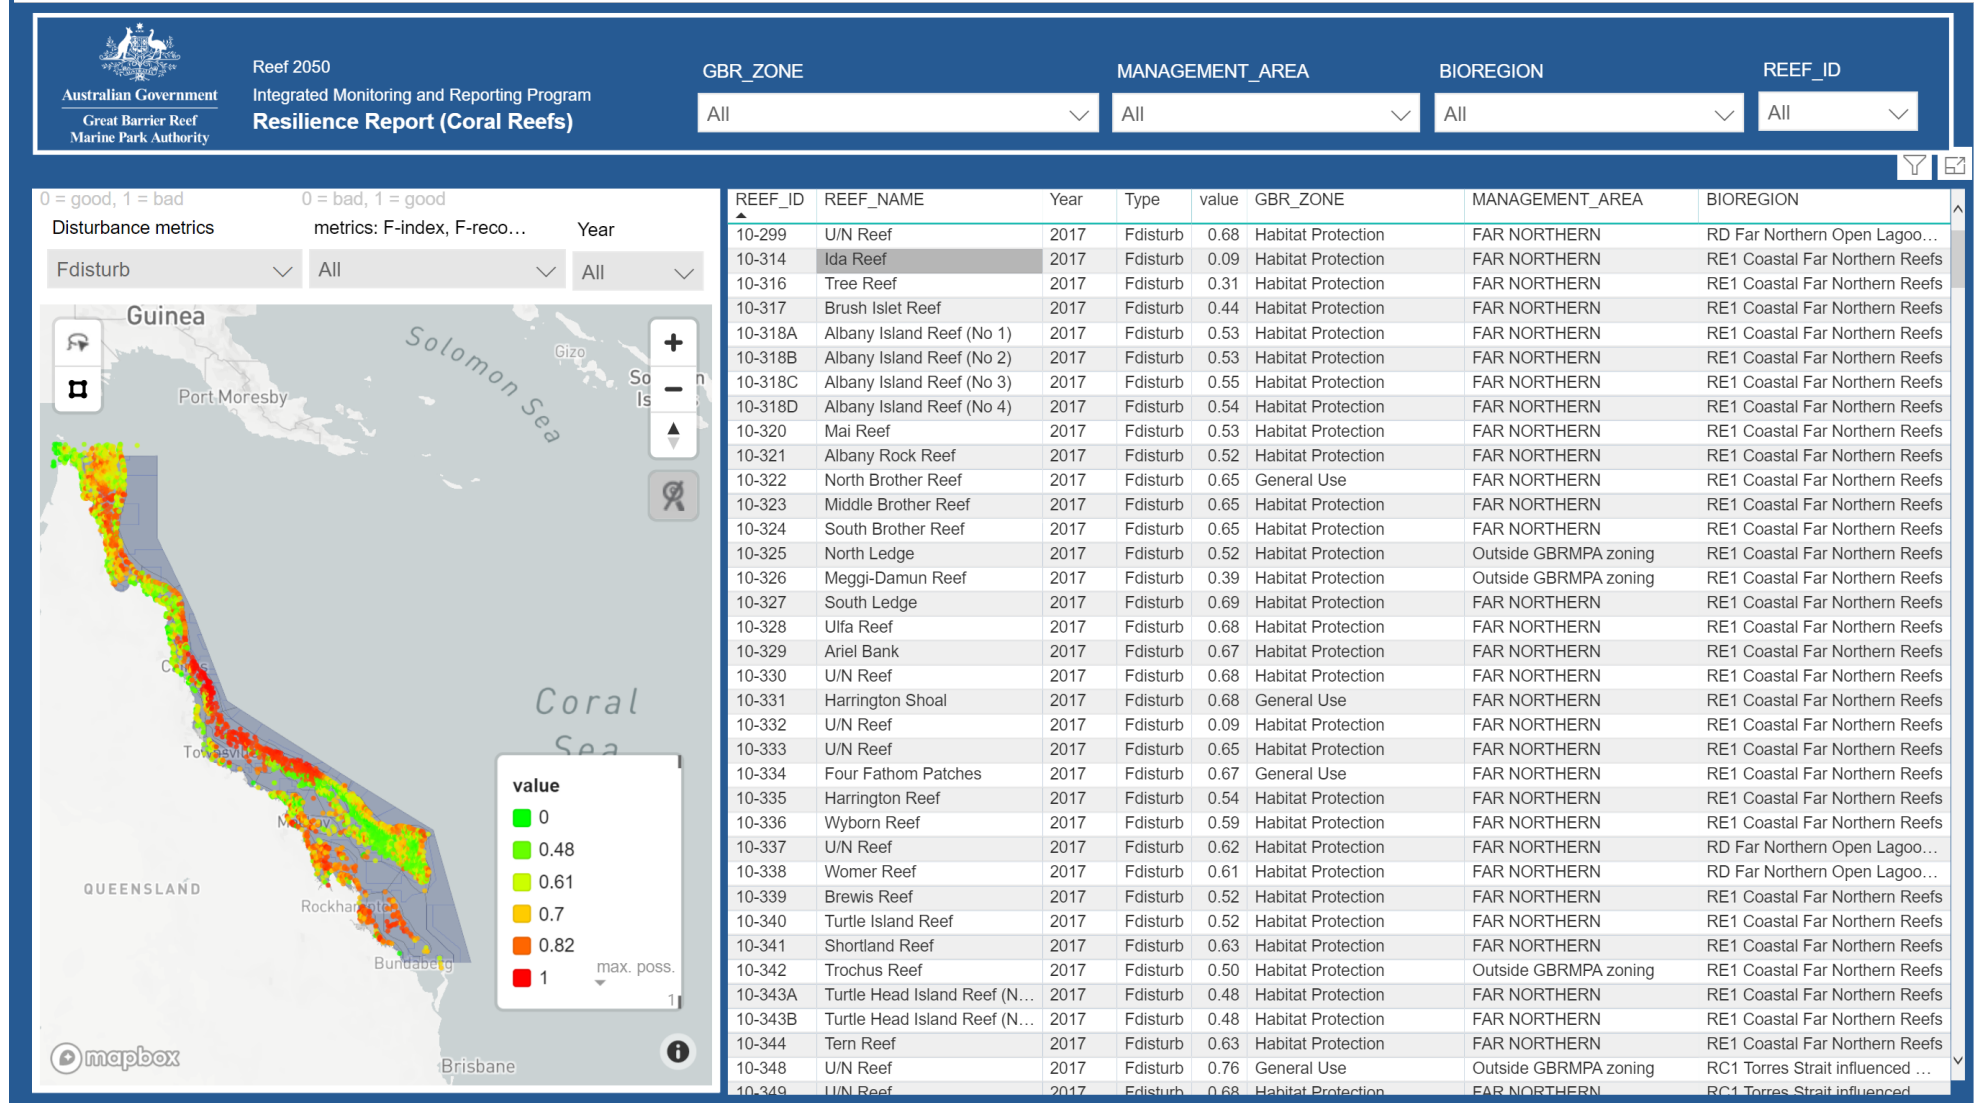 Australian Government
Great Barrier Reef
Marine Park Authority
Reef 2050
Integrated Monitoring and Reporting Program
Resilience Report (Coral Reefs)
GBR_ZONE
All
MANAGEMENT_AREA
All
BIOREGION
All
REEF_ID
All
0 = good, 1 = bad
0 = bad, 1 = good
Disturbance metrics
metrics: F-index, F-reco…
Year
Fdisturb
All
All
Guinea
Port Moresby
Solomon Sea
Gizo
QUEENSLAND
Bundaberg
Brisbane
Coral
Sea
value
0
0.48
0.61
0.7
0.82
1
max. poss.
1
mapbox
REEF_ID REEF_NAME Year Type value GBR_ZONE MANAGEMENT_AREA BIOREGION
10-299 U/N Reef 2017 Fdisturb 0.68 Habitat Protection FAR NORTHERN RD Far Northern Open Lagoo…
10-314 Ida Reef 2017 Fdisturb 0.09 Habitat Protection FAR NORTHERN RE1 Coastal Far Northern Reefs
10-316 Tree Reef 2017 Fdisturb 0.31 Habitat Protection FAR NORTHERN RE1 Coastal Far Northern Reefs
10-317 Brush Islet Reef 2017 Fdisturb 0.44 Habitat Protection FAR NORTHERN RE1 Coastal Far Northern Reefs
10-318A Albany Island Reef (No 1) 2017 Fdisturb 0.53 Habitat Protection FAR NORTHERN RE1 Coastal Far Northern Reefs
10-318B Albany Island Reef (No 2) 2017 Fdisturb 0.53 Habitat Protection FAR NORTHERN RE1 Coastal Far Northern Reefs
10-318C Albany Island Reef (No 3) 2017 Fdisturb 0.55 Habitat Protection FAR NORTHERN RE1 Coastal Far Northern Reefs
10-318D Albany Island Reef (No 4) 2017 Fdisturb 0.54 Habitat Protection FAR NORTHERN RE1 Coastal Far Northern Reefs
10-320 Mai Reef 2017 Fdisturb 0.53 Habitat Protection FAR NORTHERN RE1 Coastal Far Northern Reefs
10-321 Albany Rock Reef 2017 Fdisturb 0.52 Habitat Protection FAR NORTHERN RE1 Coastal Far Northern Reefs
10-322 North Brother Reef 2017 Fdisturb 0.65 General Use FAR NORTHERN RE1 Coastal Far Northern Reefs
10-323 Middle Brother Reef 2017 Fdisturb 0.65 Habitat Protection FAR NORTHERN RE1 Coastal Far Northern Reefs
10-324 South Brother Reef 2017 Fdisturb 0.65 Habitat Protection FAR NORTHERN RE1 Coastal Far Northern Reefs
10-325 North Ledge 2017 Fdisturb 0.52 Habitat Protection Outside GBRMPA zoning RE1 Coastal Far Northern Reefs
10-326 Meggi-Damun Reef 2017 Fdisturb 0.39 Habitat Protection Outside GBRMPA zoning RE1 Coastal Far Northern Reefs
10-327 South Ledge 2017 Fdisturb 0.69 Habitat Protection FAR NORTHERN RE1 Coastal Far Northern Reefs
10-328 Ulfa Reef 2017 Fdisturb 0.68 Habitat Protection FAR NORTHERN RE1 Coastal Far Northern Reefs
10-329 Ariel Bank 2017 Fdisturb 0.67 Habitat Protection FAR NORTHERN RE1 Coastal Far Northern Reefs
10-330 U/N Reef 2017 Fdisturb 0.68 Habitat Protection FAR NORTHERN RE1 Coastal Far Northern Reefs
10-331 Harrington Shoal 2017 Fdisturb 0.68 General Use FAR NORTHERN RE1 Coastal Far Northern Reefs
10-332 U/N Reef 2017 Fdisturb 0.09 Habitat Protection FAR NORTHERN RE1 Coastal Far Northern Reefs
10-333 U/N Reef 2017 Fdisturb 0.65 Habitat Protection FAR NORTHERN RE1 Coastal Far Northern Reefs
10-334 Four Fathom Patches 2017 Fdisturb 0.67 General Use FAR NORTHERN RE1 Coastal Far Northern Reefs
10-335 Harrington Reef 2017 Fdisturb 0.54 Habitat Protection FAR NORTHERN RE1 Coastal Far Northern Reefs
10-336 Wyborn Reef 2017 Fdisturb 0.59 Habitat Protection FAR NORTHERN RE1 Coastal Far Northern Reefs
10-337 U/N Reef 2017 Fdisturb 0.62 Habitat Protection FAR NORTHERN RD Far Northern Open Lagoo…
10-338 Womer Reef 2017 Fdisturb 0.61 Habitat Protection FAR NORTHERN RD Far Northern Open Lagoo…
10-339 Brewis Reef 2017 Fdisturb 0.52 Habitat Protection FAR NORTHERN RE1 Coastal Far Northern Reefs
10-340 Turtle Island Reef 2017 Fdisturb 0.52 Habitat Protection FAR NORTHERN RE1 Coastal Far Northern Reefs
10-341 Shortland Reef 2017 Fdisturb 0.63 Habitat Protection FAR NORTHERN RE1 Coastal Far Northern Reefs
10-342 Trochus Reef 2017 Fdisturb 0.50 Habitat Protection Outside GBRMPA zoning RE1 Coastal Far Northern Reefs
10-343A Turtle Head Island Reef (N… 2017 Fdisturb 0.48 Habitat Protection FAR NORTHERN RE1 Coastal Far Northern Reefs
10-343B Turtle Head Island Reef (N… 2017 Fdisturb 0.48 Habitat Protection FAR NORTHERN RE1 Coastal Far Northern Reefs
10-344 Tern Reef 2017 Fdisturb 0.63 Habitat Protection FAR NORTHERN RE1 Coastal Far Northern Reefs
10-348 U/N Reef 2017 Fdisturb 0.76 General Use Outside GBRMPA zoning RC1 Torres Strait influenced …
10-349 U/N Reef 2017 Fdisturb 0.68 Habitat Protection FAR NORTHERN RC1 Torres Strait influenced